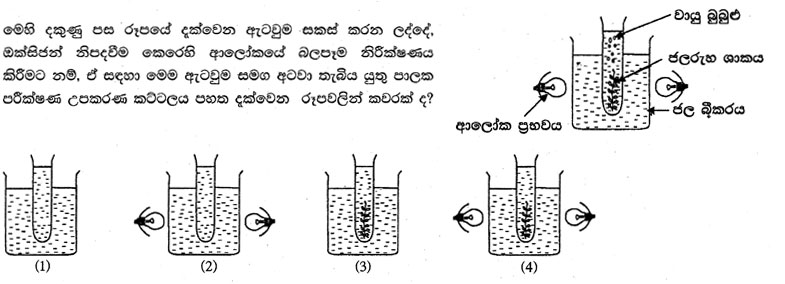 මෙහි දකුණු පස රූපයේ දැක්වෙන ඇටවුම සකස් කරන ලද්දේ,
ඔක්සිජන් නිපදවීම කෙරෙහි ආලෝකයේ බලපෑම නිරීක්ෂණය
කිරීමට නම්, ඒ සඳහා මෙම ඇටවුම සමග අටවා තැබිය යුතු පාලක
පරීක්ෂණ උපකරණ කට්ටලය පහත දැක්වෙන රූපවලින් කවරක් ද?
වායු බුබුළු
ජලරුහ ශාකය
ආලෝක ප්‍රභවය
ජල බීකරය
(1)
(2)
(3)
(4)